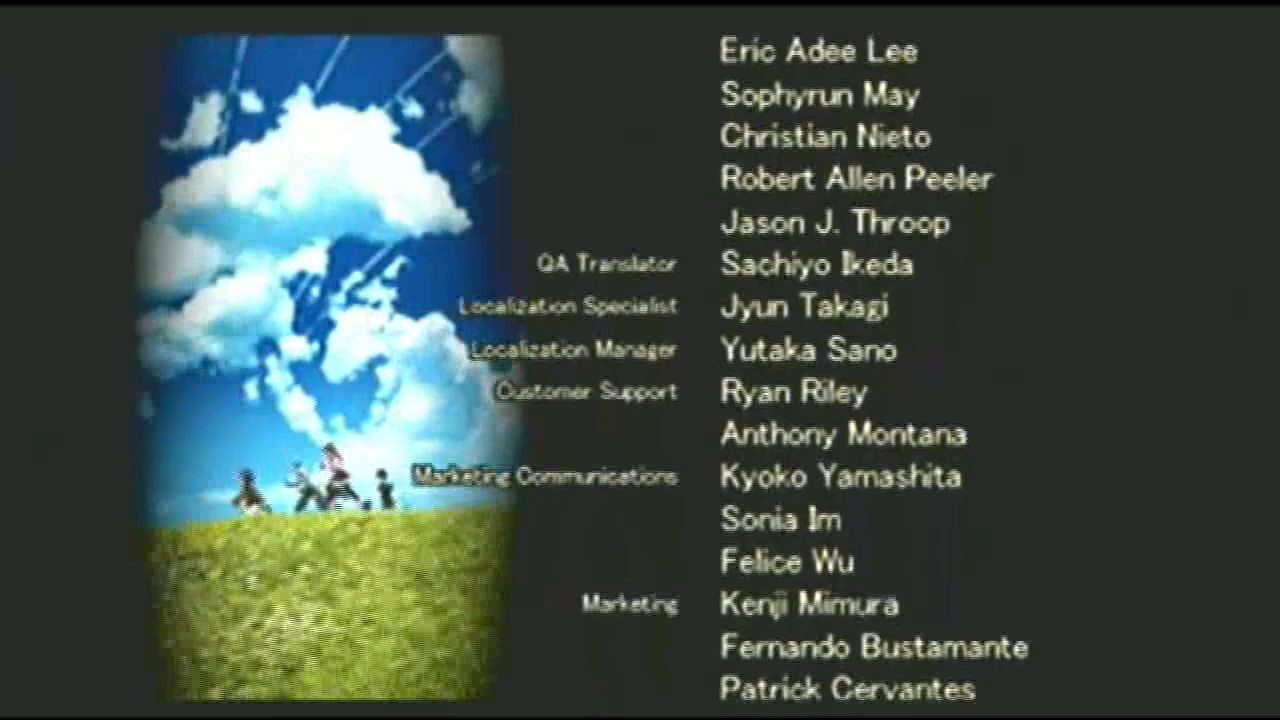 Eric Adee Lee
Sophyrun May
Christian Nieto
Robert Allen Peeler
Jason J. Throop
QA Translator Sachiyo Ikeda
Localization Specialist Jyun Takagi
Localization Manager Yutaka Sano
Customer Support Ryan Riley
Anthony Montana
Marketing Communications Kyoko Yamashita
Sonia Im
Felice Wu
Marketing Kenji Mimura
Fernando Bustamante
Patrick Cervantes